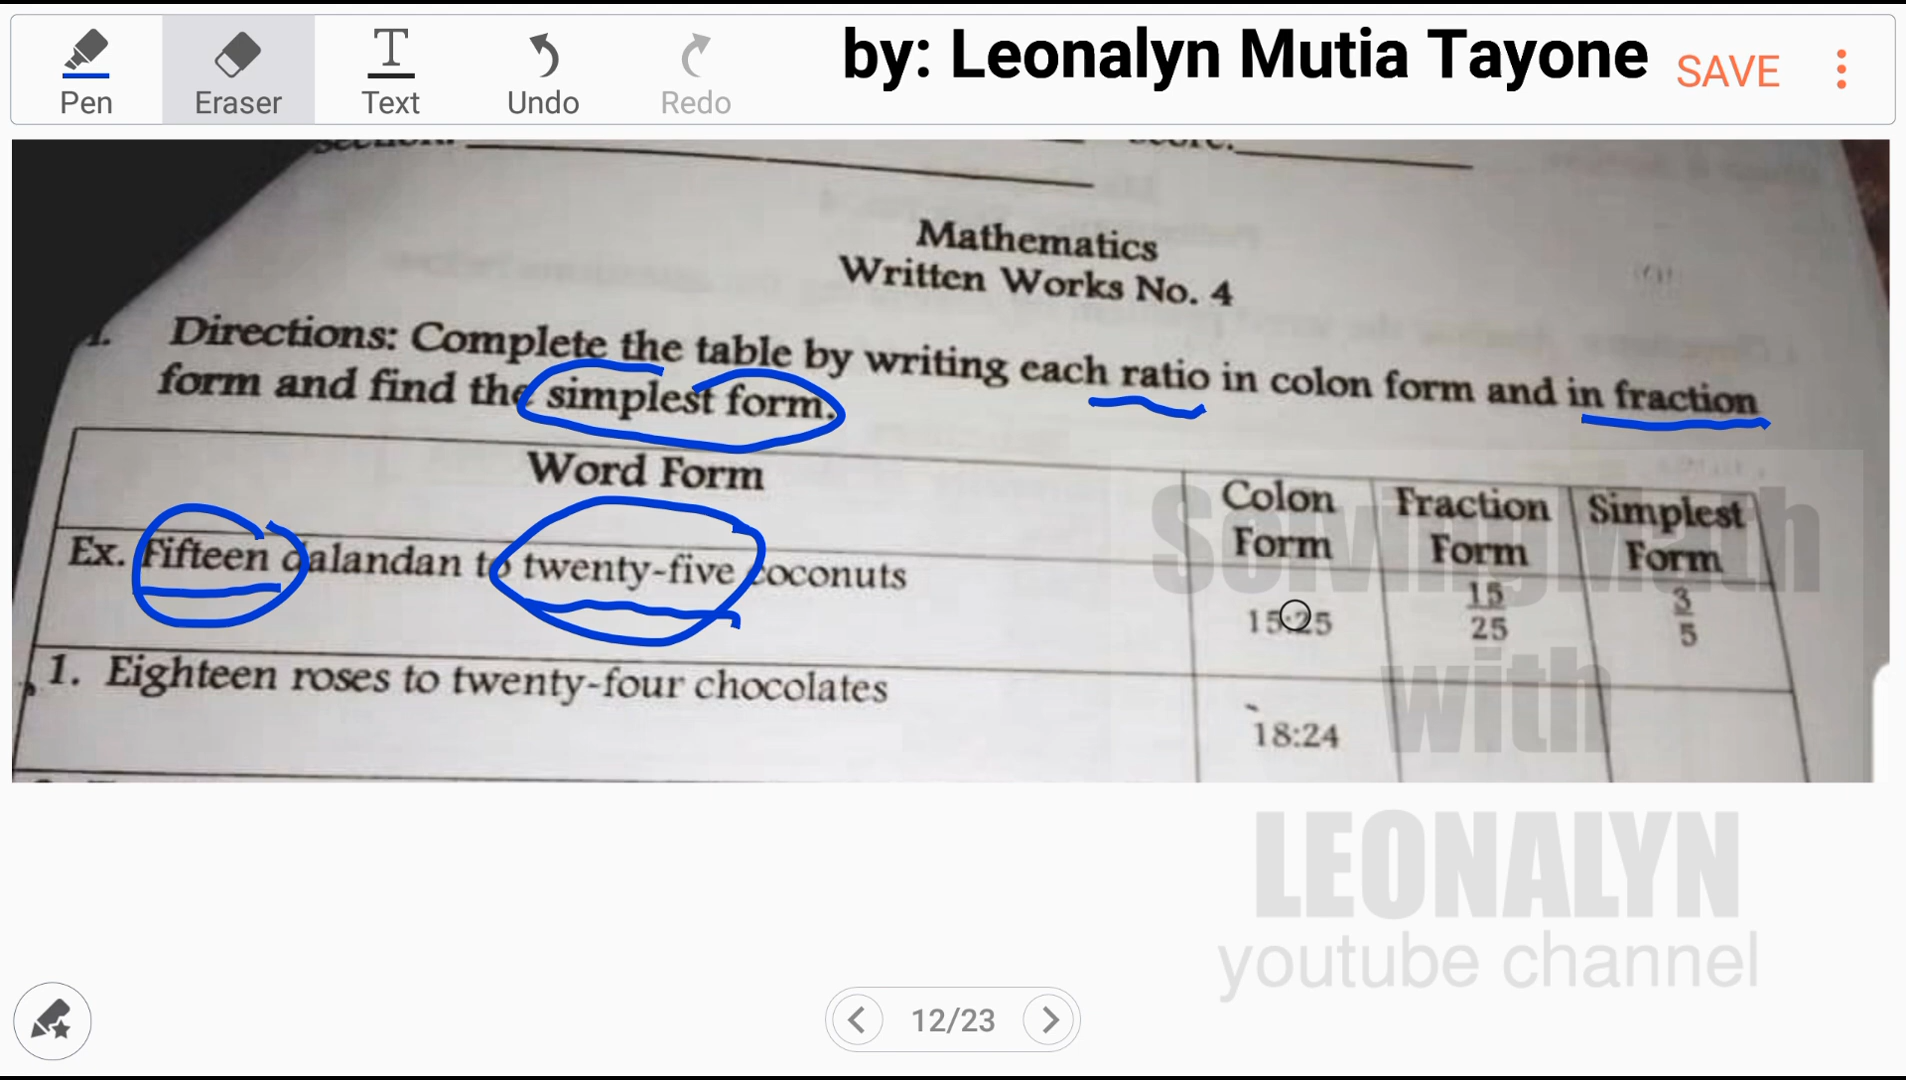 Pen
Eraser
Text
Undo
Redo
by: Leonalyn Mutia Tayone
SAVE
Mathematics
Written Works No. 4
Directions: Complete the table by writing each ratio in colon form and in fraction
form and find the simplest form.
Word Form
Colon Form
Fraction Form
Simplest Form
Ex. Fifteen dalandan to twenty-five coconuts
15:25
15
25
3
5
1. Eighteen roses to twenty-four chocolates
18:24
SolvingMath
with
LEONALYN
youtube channel
12/23